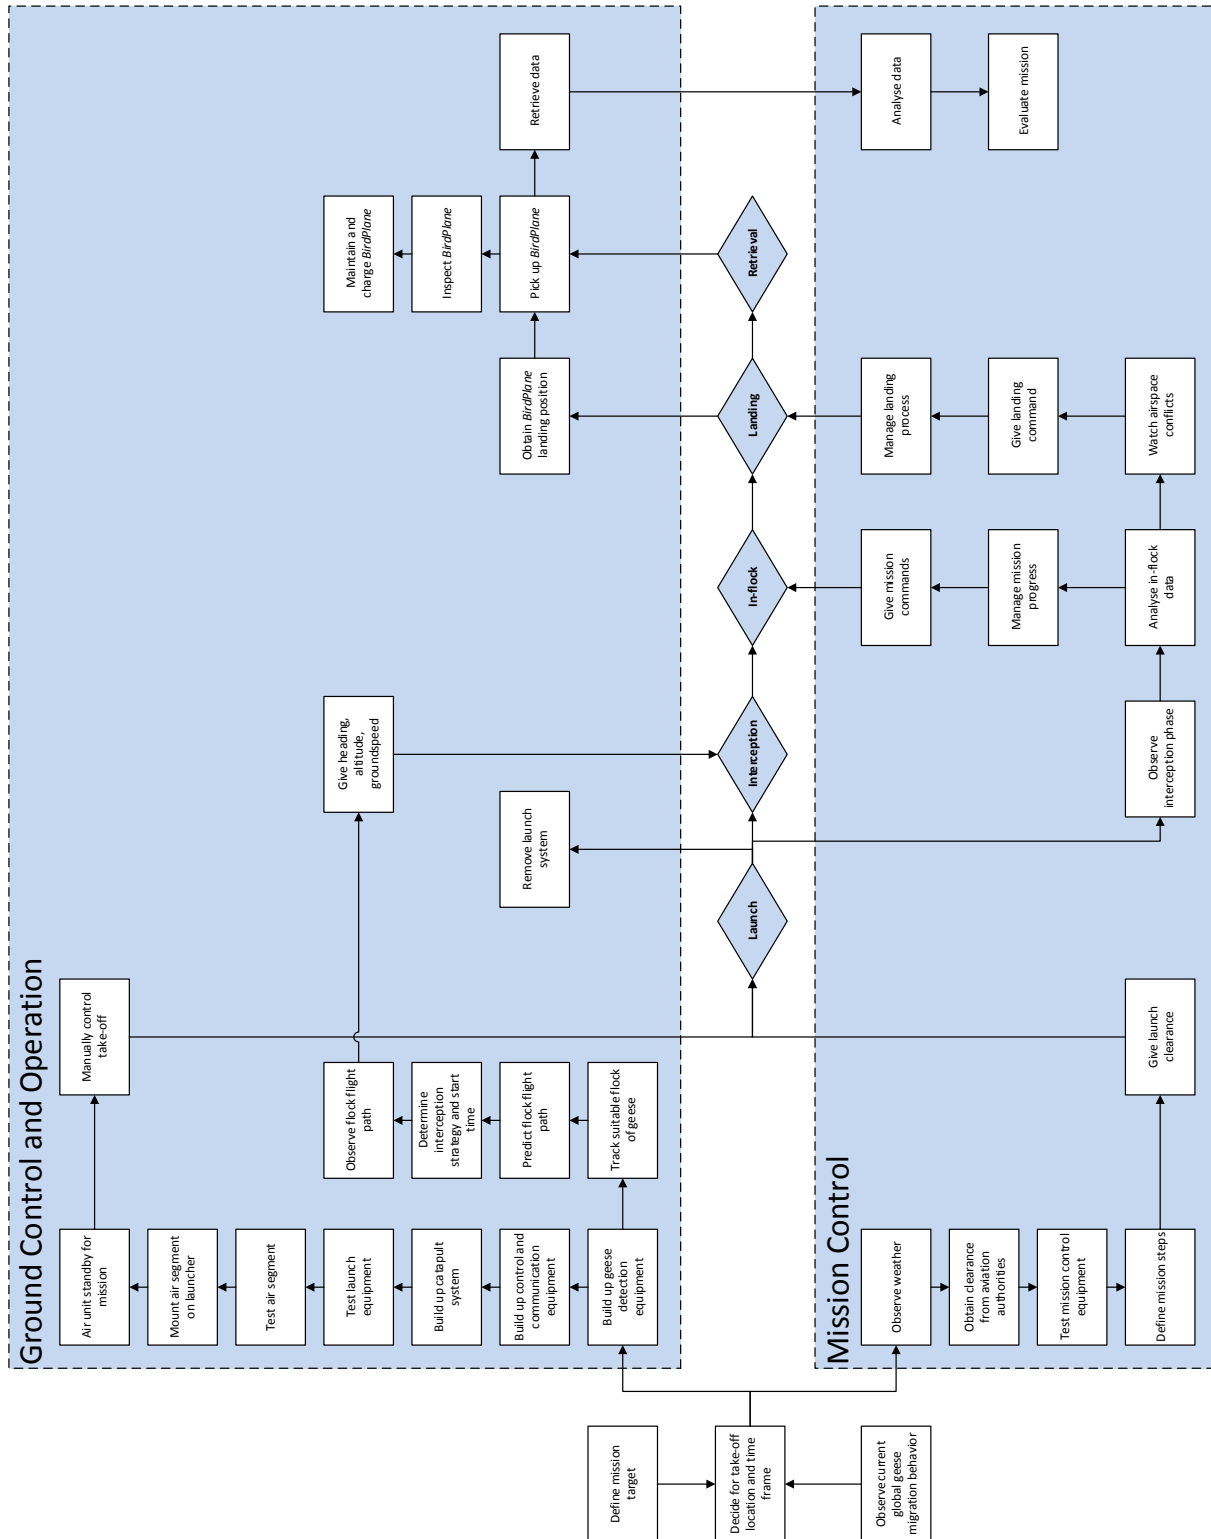 Ground Control and Operation
Mission Control
Define mission
target
Decide for take-off
location and time
frame
Observe current
global geese
migration behavior
Air unit standby for
mission
Mount air segment
on launcher
Test air segment
Test launch
equipment
Build up catapult
system
Build up control and
communication
equipment
Build up geese
detection
equipment
Manually control
take-off
Observe flock flight
path
Determine
interception
strategy and start
time
Predict flock flight
path
Track suitable flock
of geese
Give heading,
altitude,
groundspeed
Remove launch
system
Obtain BirdPlane
landing position
Maintain and
charge BirdPlane
Inspect BirdPlane
Pick up BirdPlane
Retrieve data
Launch
Interception
In-flock
Landing
Retrieval
Observe weather
Obtain clearance
from aviation
authorities
Test mission control
equipment
Define mission steps
Give launch
clearance
Observe
interception phase
Give mission
commands
Manage mission
progress
Analyse in-flock
data
Manage landing
process
Give landing
command
Watch airspace
conflicts
Analyse data
Evaluate mission